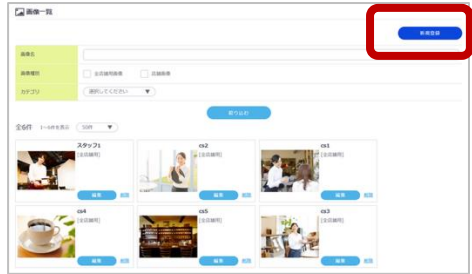 画像一覧
新規登録
画像名
画像種別 全店舗用画像 店舗画像
カテゴリ 選択してください ▼
絞り込む
全6件 1~6件を表示 50件 ▼
スタッフ1 cs2 cs1
[全店舗用] [全店舗用] [全店舗用]
編集 削除 編集 削除 編集 削除
cs4 cs5 cs3
[全店舗用] [全店舗用] [全店舗用]
編集 削除 編集 削除 編集 削除